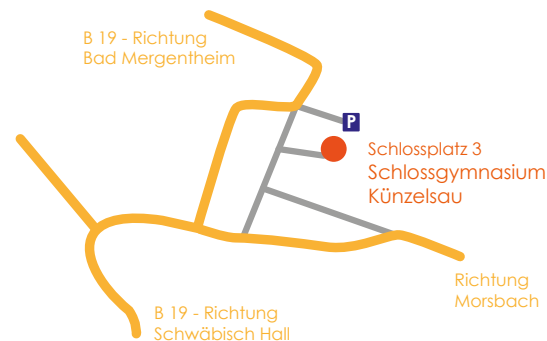 B 19 - Richtung
Bad Mergentheim
P
Schlossplatz 3
Schlossgymnasium
Künzelsau
Richtung
Morsbach
B 19 - Richtung
Schwäbisch Hall